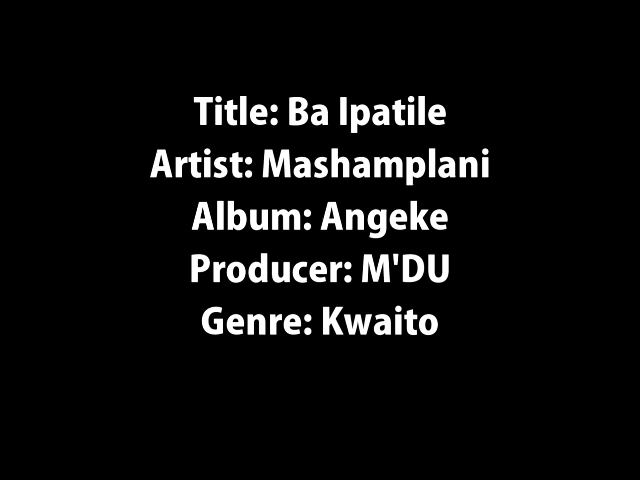 Title: Ba Ipatile
Artist: Mashamplani
Album: Angeke
Producer: M'DU
Genre: Kwaito